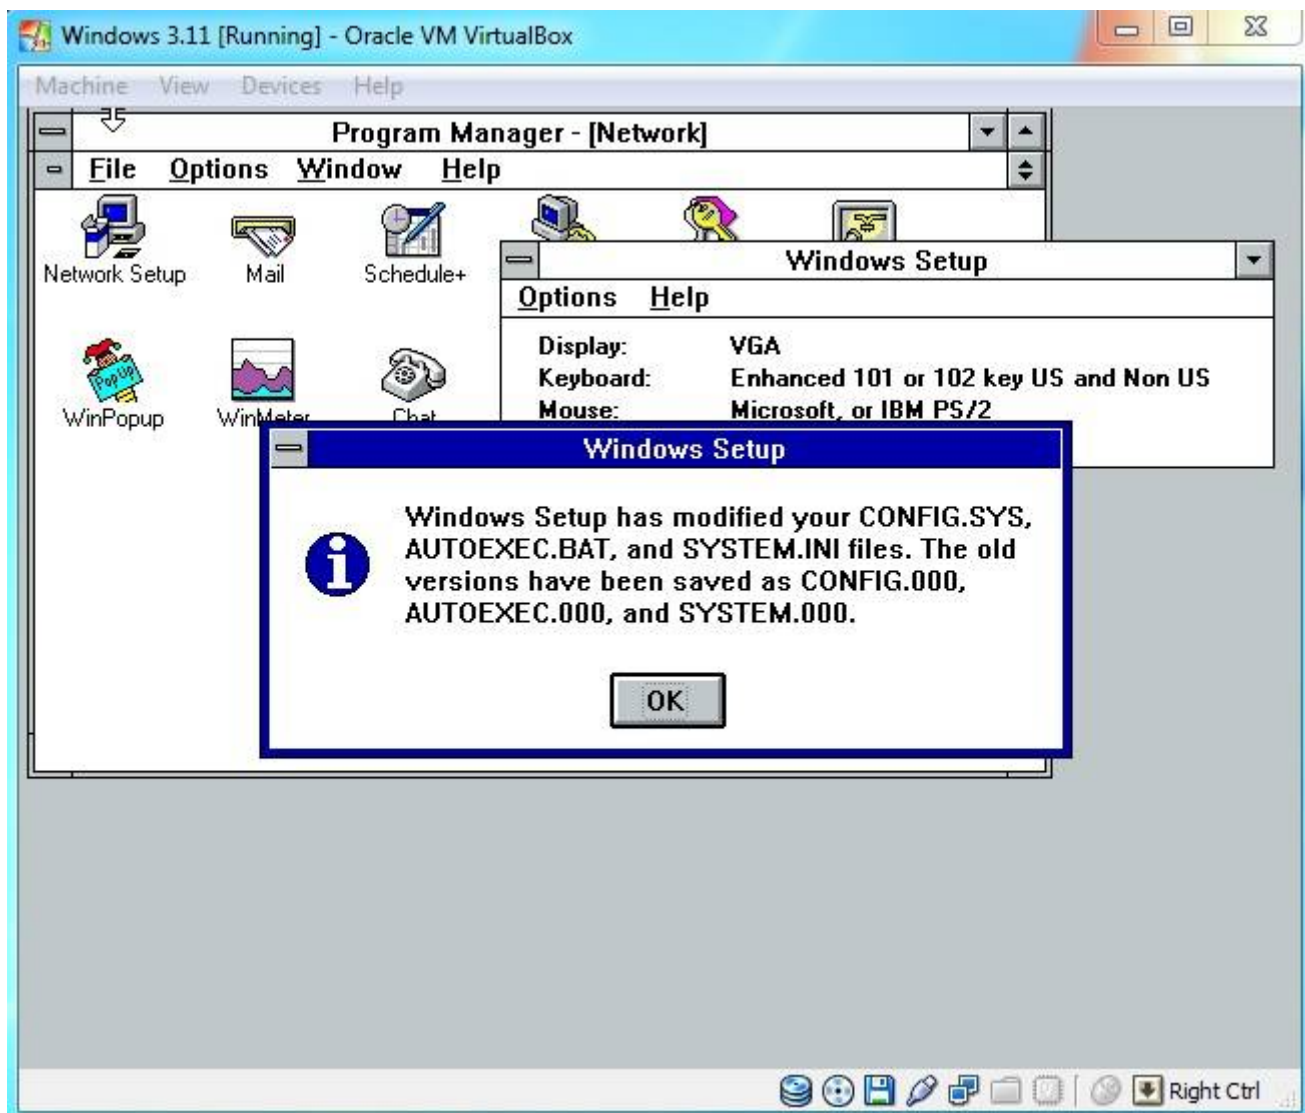 Windows 3.11 [Running] - Oracle VM VirtualBox
Machine View Devices Help
Program Manager - [Network]
File Options Window Help
Network Setup Mail Schedule+
Windows Setup
Options Help
Display: VGA
Keyboard: Enhanced 101 or 102 key US and Non US
Mouse: Microsoft, or IBM PS/2
PopUp
WinPopup WinMeter Chat
Windows Setup
Windows Setup has modified your CONFIG.SYS,
AUTOEXEC.BAT, and SYSTEM.INI files. The old
versions have been saved as CONFIG.000,
AUTOEXEC.000, and SYSTEM.000.
OK
Right Ctrl